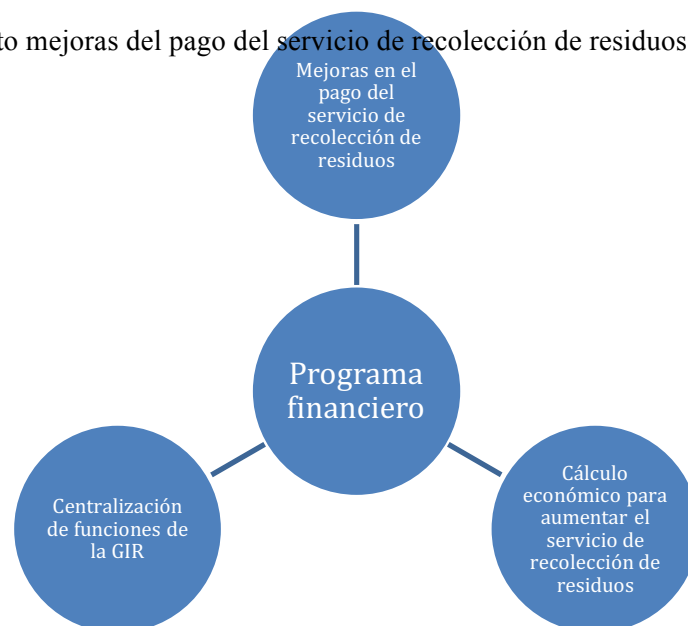 to mejoras del pago del servicio de recolección de residuos
Mejoras en el
pago del
servicio de
recolección de
residuos
Programa
financiero
Centralización
de funciones de
la GIR
Cálculo
económico para
aumentar el
servicio de
recolección de
residuos